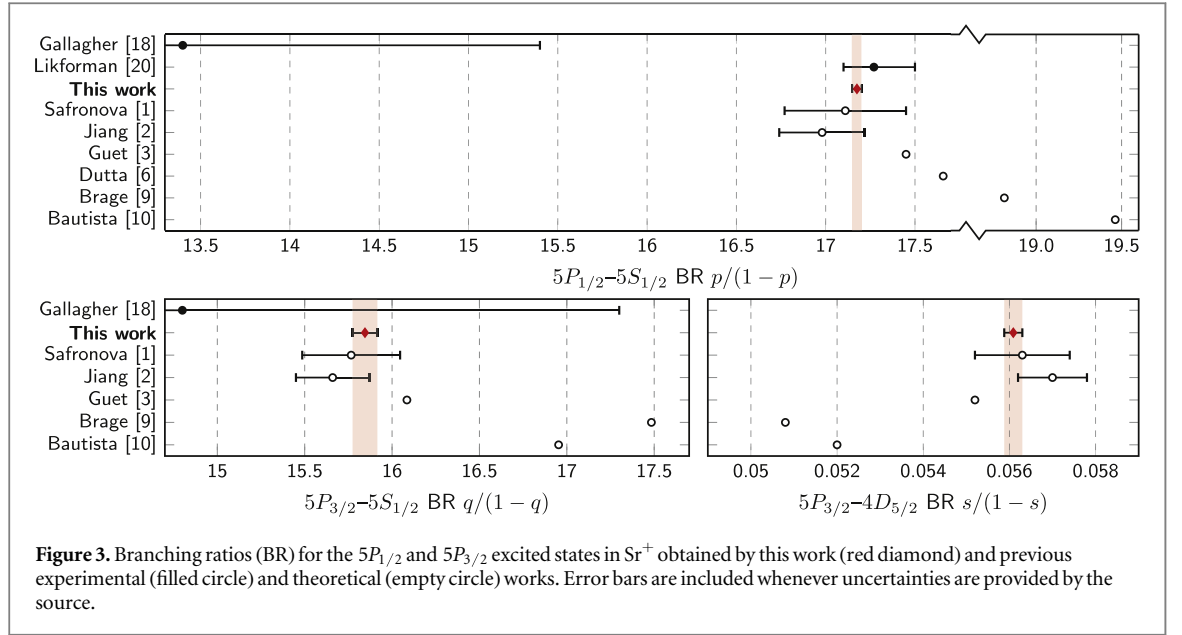 Gallagher [18]
Likforman [20]
This work
Safronova [1]
Jiang [2]
Guet [3]
Dutta [6]
Brage [9]
Bautista [10]
13.5 14 14.5 15 15.5 16 16.5 17 17.5 19.0 19.5
5P1/2–5S1/2 BR p/(1 − p)
Gallagher [18]
This work
Safronova [1]
Jiang [2]
Guet [3]
Brage [9]
Bautista [10]
15 15.5 16 16.5 17 17.5
5P3/2–5S1/2 BR q/(1 − q)
0.05 0.052 0.054 0.056 0.058
5P3/2–4D5/2 BR s/(1 − s)
Figure 3. Branching ratios (BR) for the 5P1/2 and 5P3/2 excited states in Sr+ obtained by this work (red diamond) and previous
experimental (filled circle) and theoretical (empty circle) works. Error bars are included whenever uncertainties are provided by the
source.